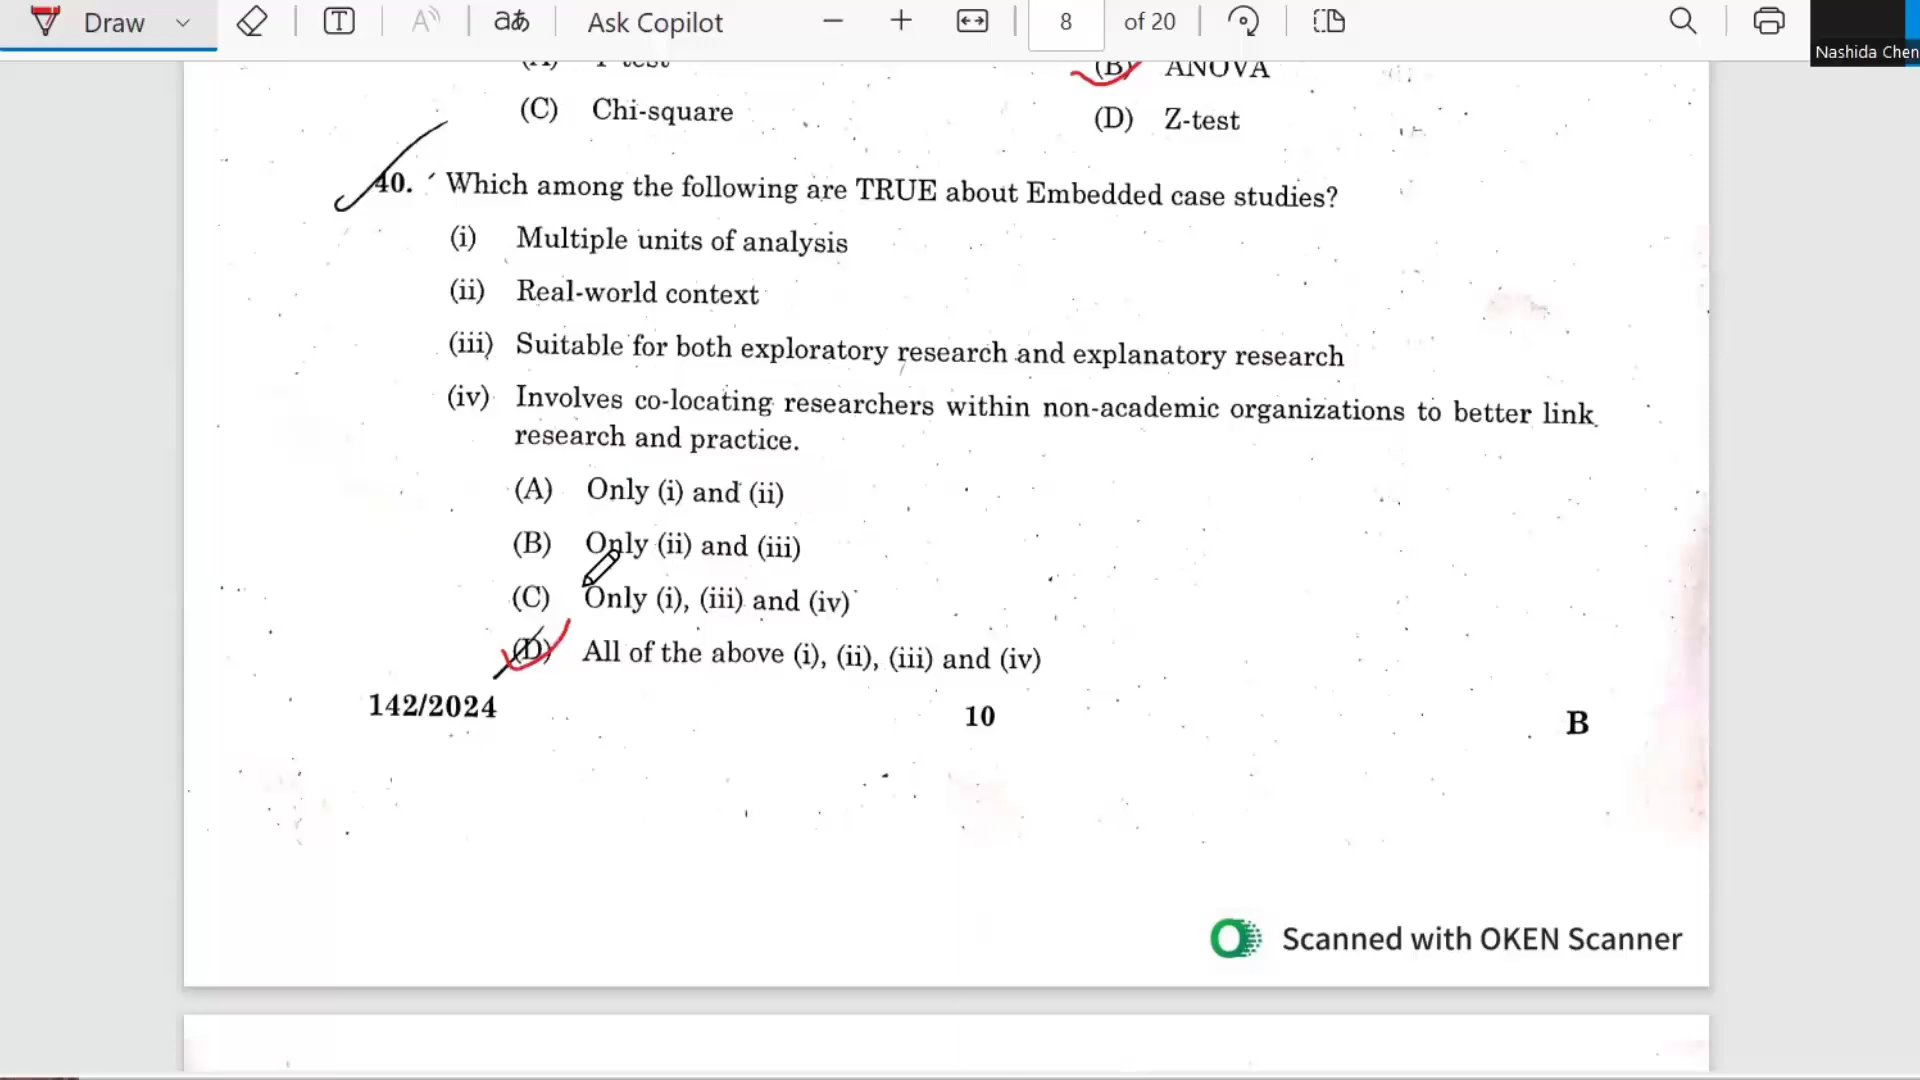 Draw
aあ Ask Copilot
8 of 20
Nashida Chen
(B) ANOVA
(C) Chi-square
(D) Z-test
40. Which among the following are TRUE about Embedded case studies?
(i) Multiple units of analysis
(ii) Real-world context
(iii) Suitable for both exploratory research and explanatory research
(iv) Involves co-locating researchers within non-academic organizations to better link
research and practice.
(A) Only (i) and (ii)
(B) Only (ii) and (iii)
(C) Only (i), (iii) and (iv)
(D) All of the above (i), (ii), (iii) and (iv)
142/2024 10 B
Scanned with OKEN Scanner